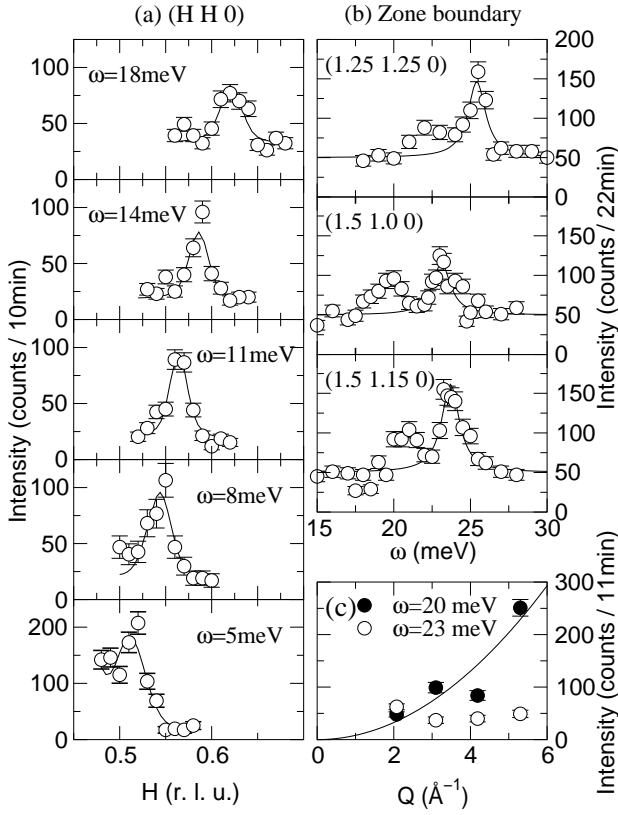 (a) (H H 0)
ω=18meV
100
50
0
ω=14meV
100
50
0
ω=11meV
100
50
0
ω=8meV
100
50
0
ω=5meV
200
100
0
0.5 0.6
H (r. l. u.)
Intensity (counts / 10min)
(b) Zone boundary
(1.25 1.25 0)
200
150
100
50
0
(1.5 1.0 0)
150
100
50
0
(1.5 1.15 0)
150
100
50
0
15 20 25 30
ω (meV)
Intensity (counts / 22min)
(c)
ω=20 meV
ω=23 meV
300
200
100
0
0 2 4 6
Q (Å⁻¹)
Intensity (counts / 11min)